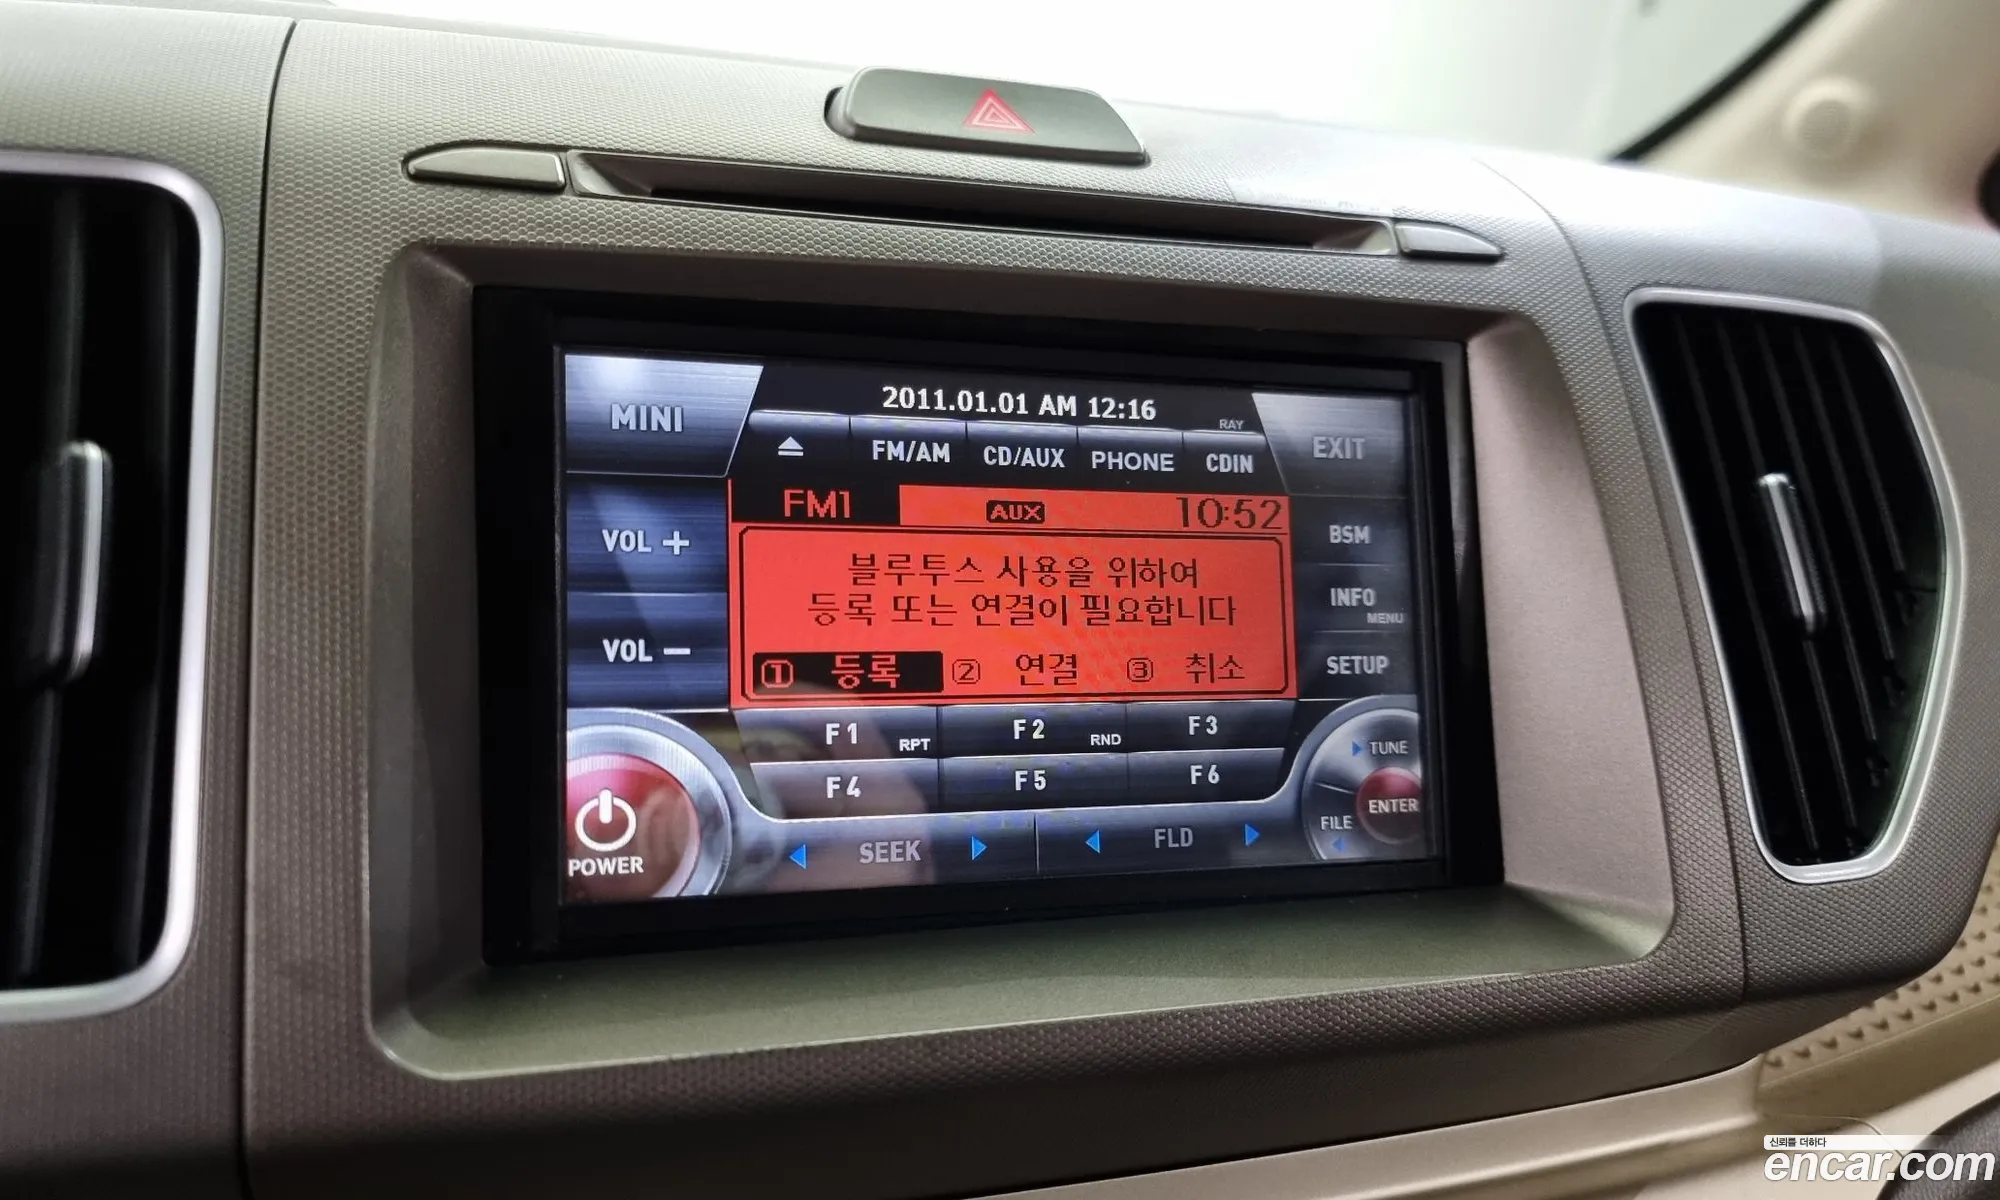 2011.01.01 AM 12:16
MINI
FM/AM
CD/AUX
PHONE
RAY
CDIN
EXIT
FM1
AUX
10:52
VOL +
블루투스 사용을 위하여
등록 또는 연결이 필요합니다
① 등록 ② 연결 ③ 취소
VOL −
BSM
INFO
MENU
SETUP
F1 RPT
F2 RND
F3
F4
F5
F6
TUNE
ENTER
FILE
POWER
SEEK
FLD
신뢰를 더하다
encar.com